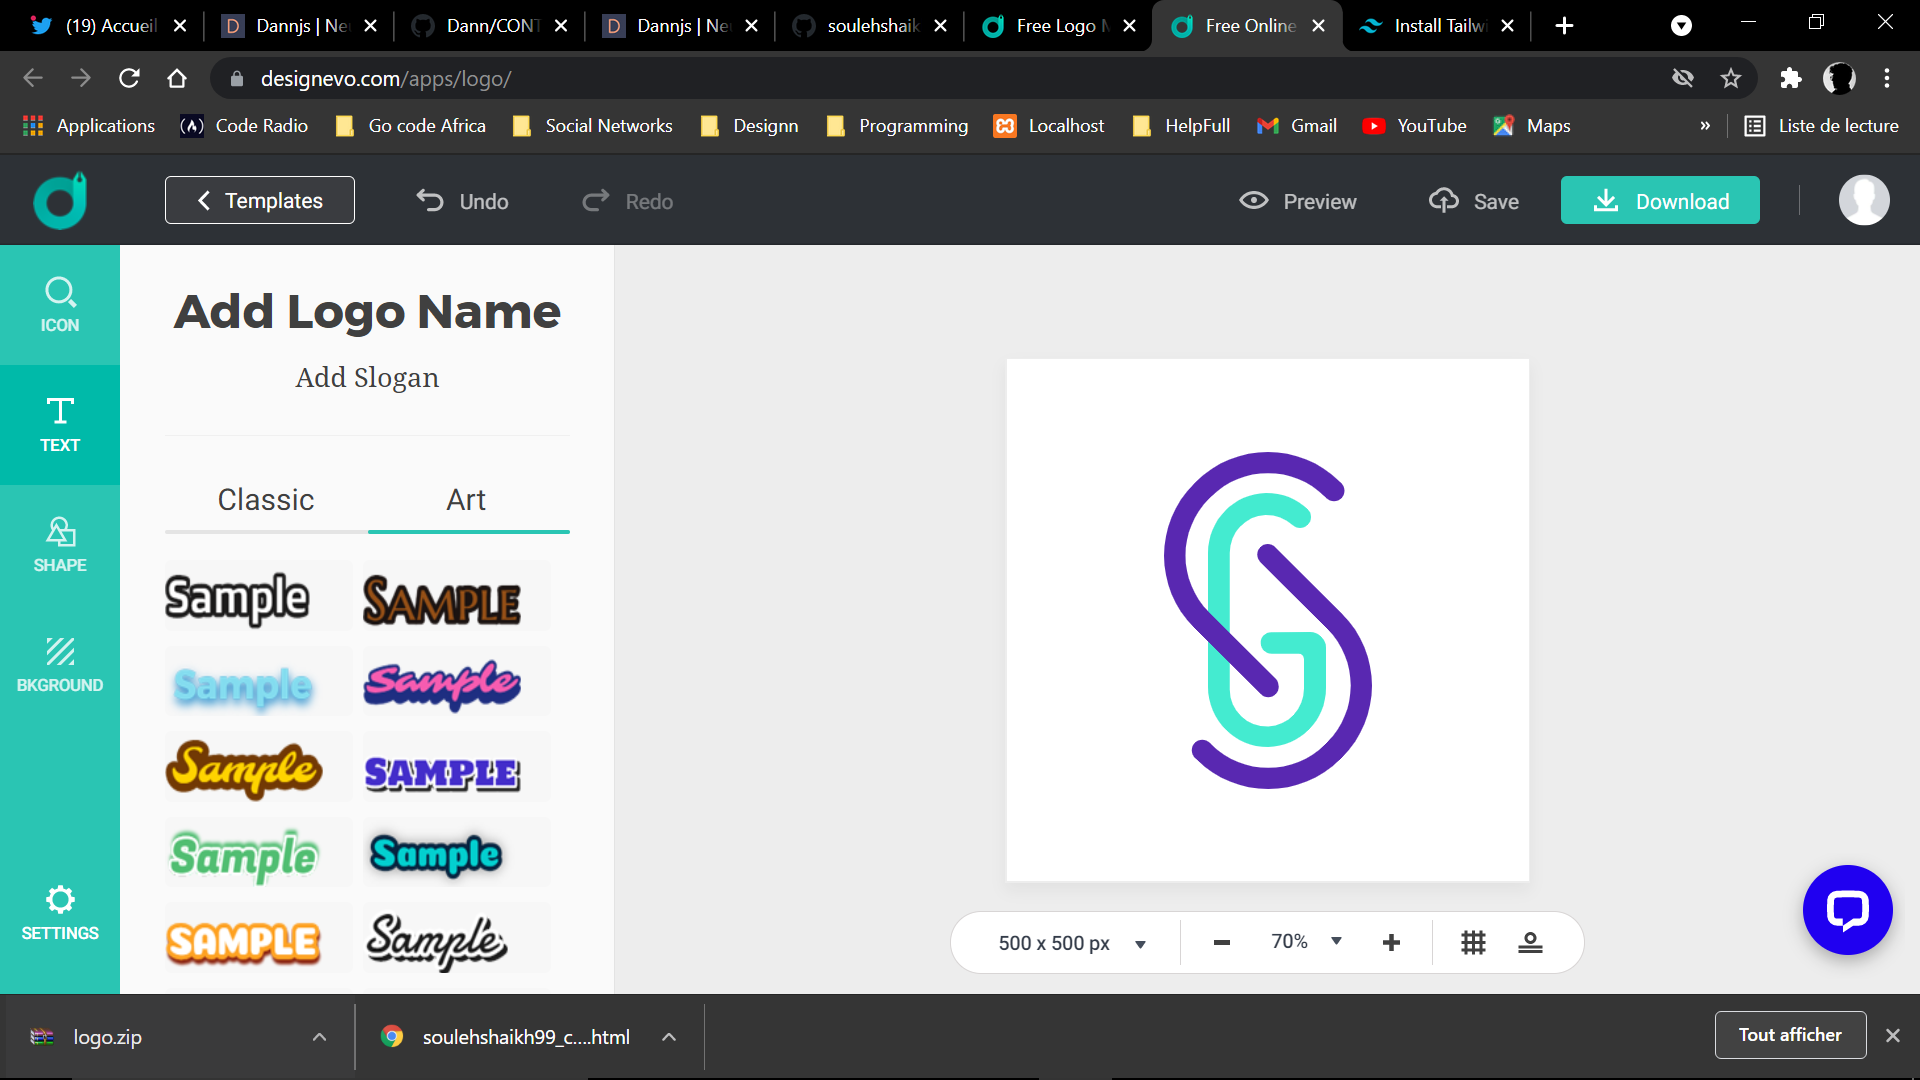 (19) Accueil
Dannjs | Ne
Dann/CONT
Dannjs | Ne
soulehshaik
Free Logo M
Free Online
Install Tailwi
designevo.com/apps/logo/
Applications
Code Radio
Go code Africa
Social Networks
Designn
Programming
Localhost
HelpFull
Gmail
YouTube
Maps
»
Liste de lecture
Templates
Undo
Redo
Preview
Save
Download
ICON
TEXT
SHAPE
BKGROUND
SETTINGS
Add Logo Name
Add Slogan
Classic
Art
Sample
SAMPLE
Sample
Sample
Sample
SAMPLE
Sample
Sample
SAMPLE
Sample
SG
500 x 500 px
70%
logo.zip
soulehshaikh99_c....html
Tout afficher